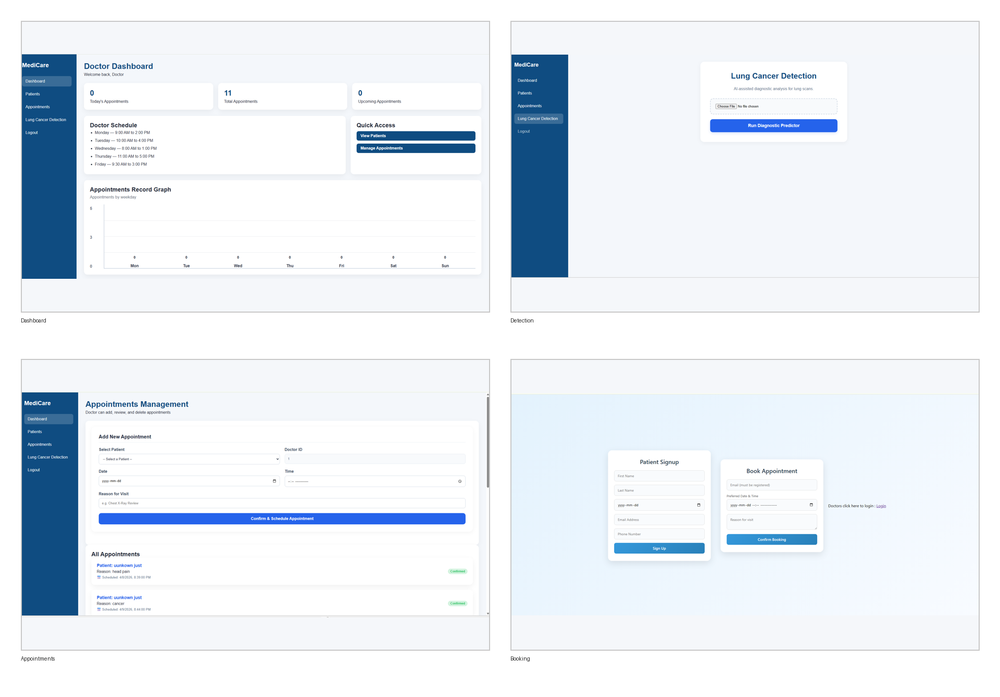 MediCare
Dashboard
Patients
Appointments
Lung Cancer Detection
Logout
Doctor Dashboard
Welcome back, Doctor
0
Today's Appointments
11
Total Appointments
0
Upcoming Appointments
Doctor Schedule
• Monday — 9:00 AM to 2:00 PM
• Tuesday — 10:00 AM to 4:00 PM
• Wednesday — 8:00 AM to 1:00 PM
• Thursday — 11:00 AM to 5:00 PM
• Friday — 9:30 AM to 3:00 PM
Quick Access
View Patients
Manage Appointments
Appointments Record Graph
Appointments by weekday
5
3
0
0 0 0 0 0 0 0
Mon Tue Wed Thu Fri Sat Sun
Dashboard
MediCare
Dashboard
Patients
Appointments
Lung Cancer Detection
Logout
Lung Cancer Detection
AI-assisted diagnostic analysis for lung scans
Choose File No file chosen
Run Diagnostic Predictor
Detection
MediCare
Dashboard
Patients
Appointments
Lung Cancer Detection
Logout
Appointments Management
Doctor can add, review, and delete appointments
Add New Appointment
Select Patient
-- Select a Patient --
Doctor ID
1
Date
yyyy-mm-dd
Time
--:-- ----------
Reason for Visit
e.g. Chest X-Ray Review
Confirm & Schedule Appointment
All Appointments
Patient: uunkown just
Reason: head pain
Scheduled: 4/8/2026, 8:39:00 PM
Confirmed
Patient: uunkown just
Reason: cancer
Scheduled: 4/9/2026, 8:44:00 PM
Confirmed
Appointments
Patient Signup
First Name
Last Name
yyyy-mm-dd
Email Address
Phone Number
Sign Up
Book Appointment
Email (must be registered)
Preferred Date & Time
yyyy-mm-dd --:-- ------------
Reason for visit
Confirm Booking
Doctors click here to login : Login
Booking